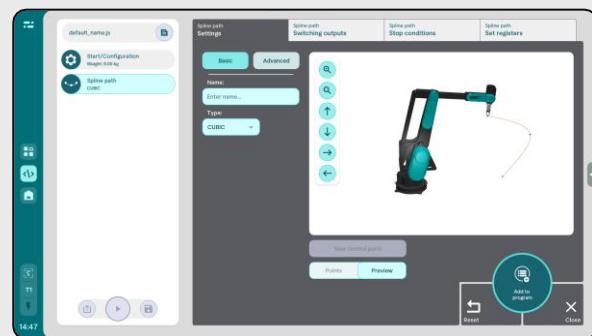 default_name.js
Start/Configuration
Weight: 0.00 kg
Spline path
CUBIC
T1
14:47
Spline path
Settings
Spline path
Switching outputs
Spline path
Stop conditions
Spline path
Set registers
Basic
Advanced
Name:
Enter name...
Type:
CUBIC
Save control point
Points
Preview
Add to
program
Reset
Close